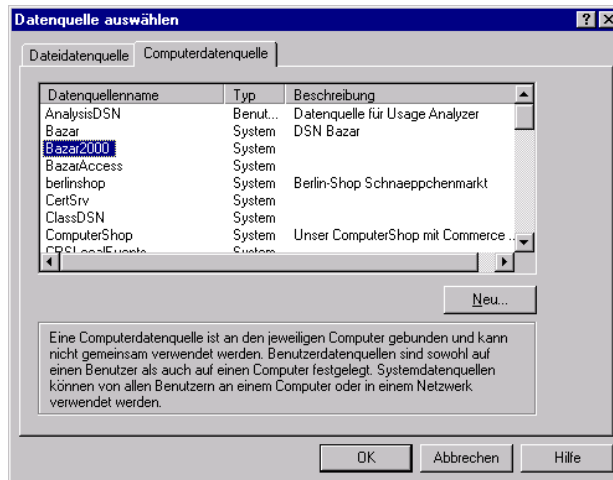 Datenquelle auswählen
Dateidatenquelle Computerdatenquelle
Datenquellenname Typ Beschreibung
AnalysisDSN Benut... Datenquelle für Usage Analyzer
Bazar System DSN Bazar
Bazar2000 System
BazarAccess System
berlinshop System Berlin-Shop Schnaeppchenmarkt
CertSrv System
ClassDSN System
ComputerShop System Unser ComputerShop mit Commerce ...
Neu...
Eine Computerdatenquelle ist an den jeweiligen Computer gebunden und kann
nicht gemeinsam verwendet werden. Benutzerdatenquellen sind sowohl auf
einen Benutzer als auch auf einen Computer festgelegt. Systemdatenquellen
können von allen Benutzern an einem Computer oder in einem Netzwerk
verwendet werden.
OK Abbrechen Hilfe